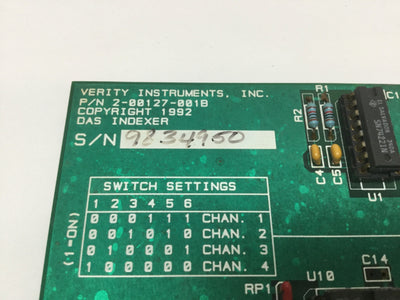 VERITY INSTRUMENTS, INC.
P/N 2-00127-001B
COPYRIGHT 1992
DAS INDEXER
S/N 9834950
SWITCH SETTINGS
1 2 3 4 5 6
0 0 0 1 1 1 CHAN. 1
0 0 1 0 1 0 CHAN. 2
0 1 0 0 0 1 CHAN. 3
1 0 0 0 0 0 CHAN. 4
(1=ON)
R2
R1
C4
C5
U1
C14
U10
RP1
CA